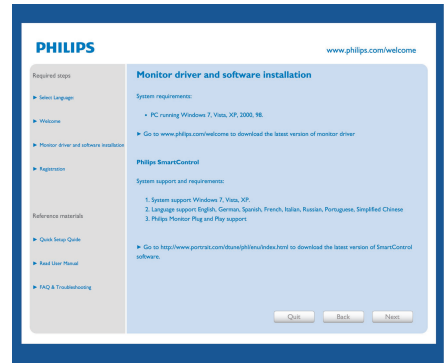 PHILIPS
www.philips.com/welcome
Required steps
► Select Language:
► Welcome
► Monitor driver and software installation
► Registration
Reference materials
► Quick Setup Guide
► Read User Manual
► FAQ & Troubleshooting
Monitor driver and software installation
System requirements:
• PC running Windows 7, Vista, XP, 2000, 98.
► Go to www.philips.com/welcome to download the latest version of monitor driver
Philips SmartControl
System support and requirements:
1. System support Windows 7, Vista, XP.
2. Language support English, German, Spanish, French, Italian, Russian, Portuguese, Simplified Chinese
3. Philips Monitor Plug and Play support
► Go to http://www.portrait.com/dtune/phl/enu/index.html to download the latest version of SmartControl
software.
Quit
Back
Next